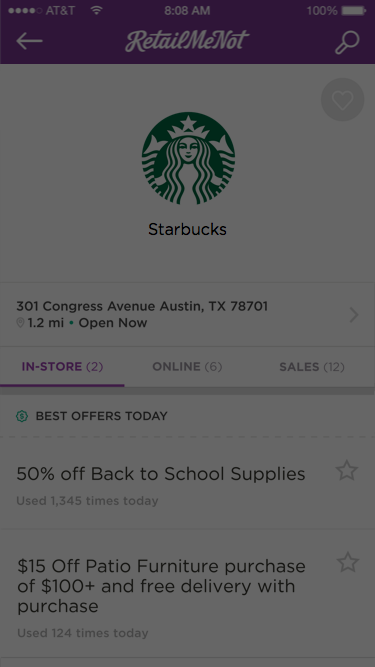 AT&T 8:08 AM 100%
RetailMeNot
Starbucks
301 Congress Avenue Austin, TX 78701
1.2 mi • Open Now
IN-STORE (2) ONLINE (6) SALES (12)
BEST OFFERS TODAY
50% off Back to School Supplies
Used 1,345 times today
$15 Off Patio Furniture purchase
of $100+ and free delivery with
purchase
Used 124 times today